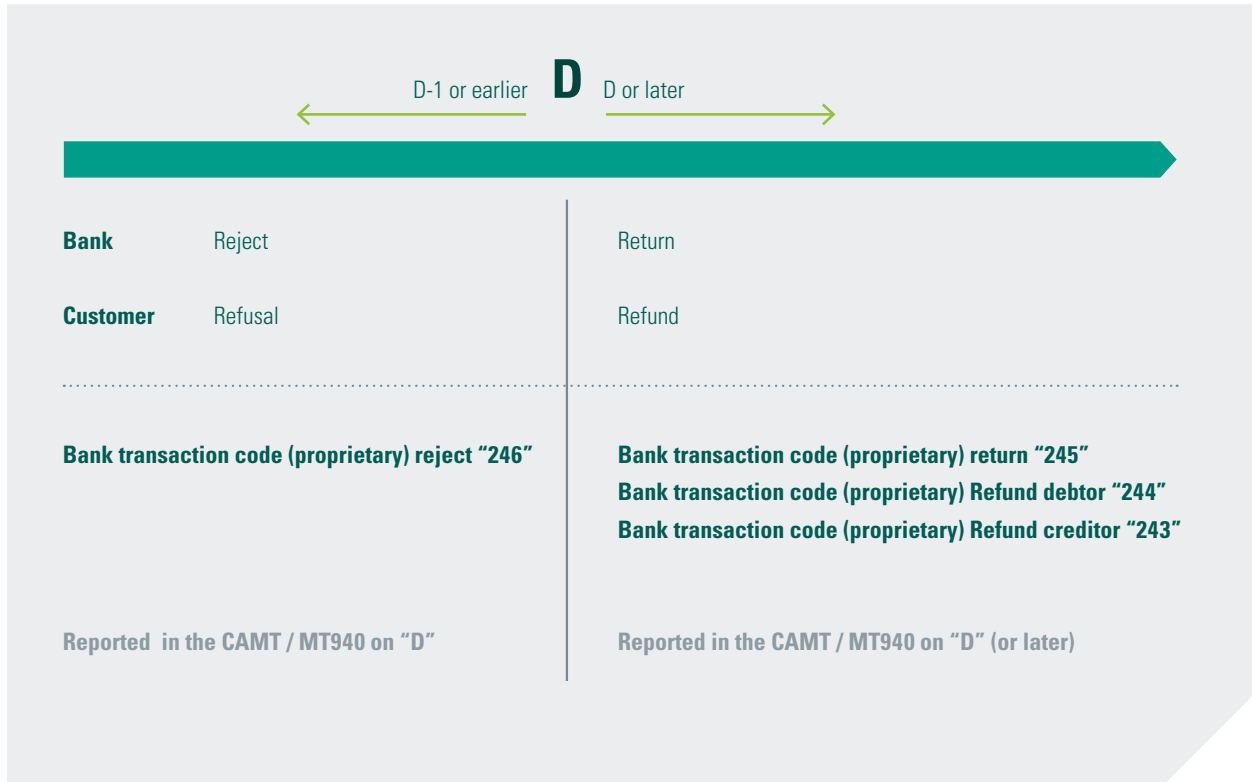 D-1 or earlier D D or later
Bank Reject Return
Customer Refusal Refund
Bank transaction code (proprietary) reject “246” Bank transaction code (proprietary) return “245”
Bank transaction code (proprietary) Refund debtor “244”
Bank transaction code (proprietary) Refund creditor “243”
Reported in the CAMT / MT940 on “D” Reported in the CAMT / MT940 on “D” (or later)